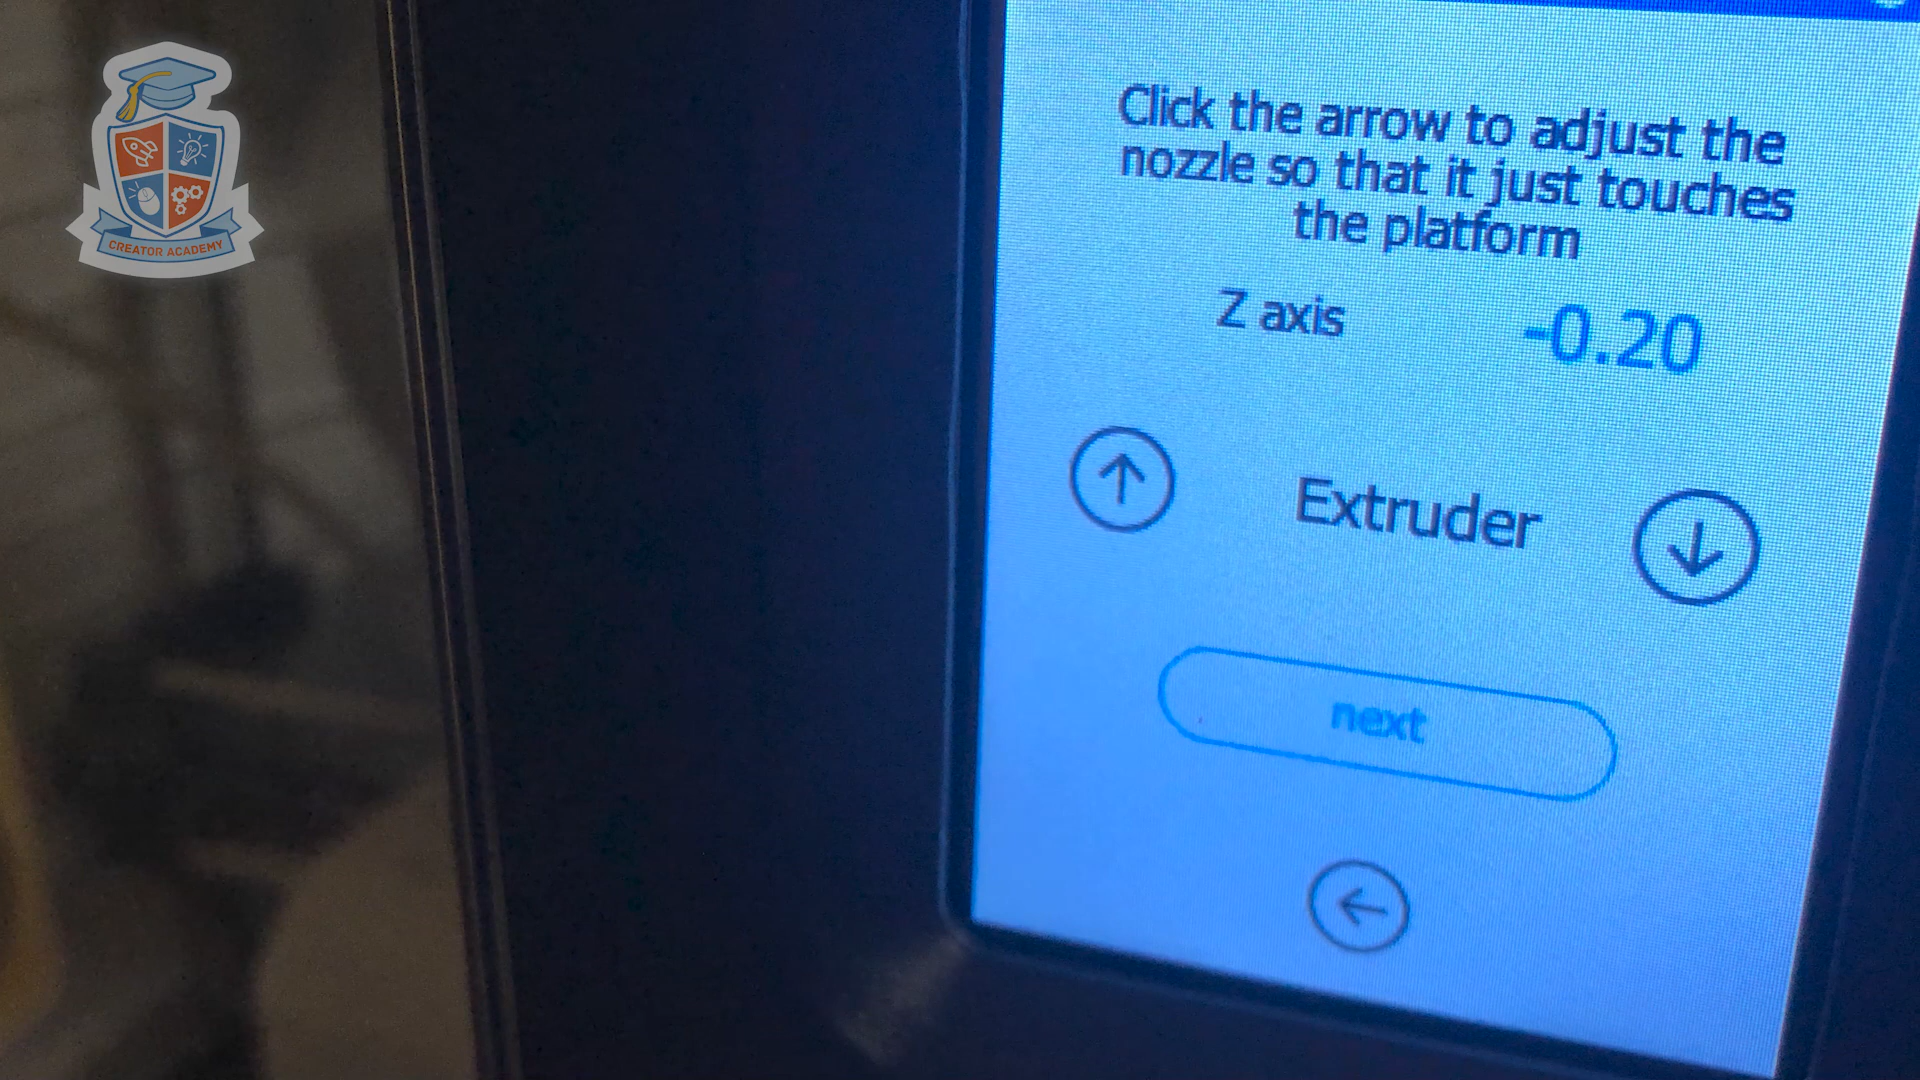 CREATOR ACADEMY
Click the arrow to adjust the
nozzle so that it just touches
the platform
Z axis -0.20
Extruder
next